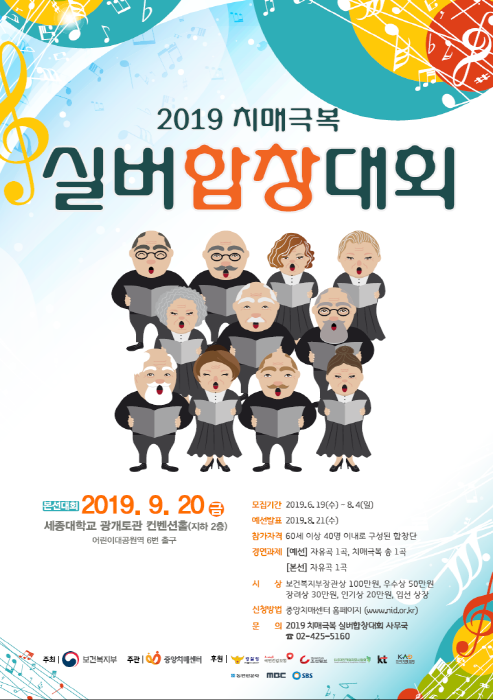 2019 치매극복
실버합창대회
본선대회 2019. 9. 20 금
세종대학교 광개토관 컨벤션홀(지하 2층)
어린이대공원역 6번 출구
모집기간 2019.6.19(수) - 8.4(일)
예선발표 2019.8.21(수)
참가자격 60세 이상 40명 이내로 구성된 합창단
경연과제 [예선] 자유곡 1곡, 치매극복 송 1곡
[본선] 자유곡 1곡
시 상 보건복지부장관상 100만원, 우수상 50만원
장려상 30만원, 인기상 20만원, 입선 상장
신청방법 중앙치매센터 홈페이지 (www.nid.or.kr)
문 의 2019 치매극복 실버합창대회 사무국
☎ 02-425-5160
주최 보건복지부 주관 중앙치매센터 후원 경찰청 kt
MBC SBS